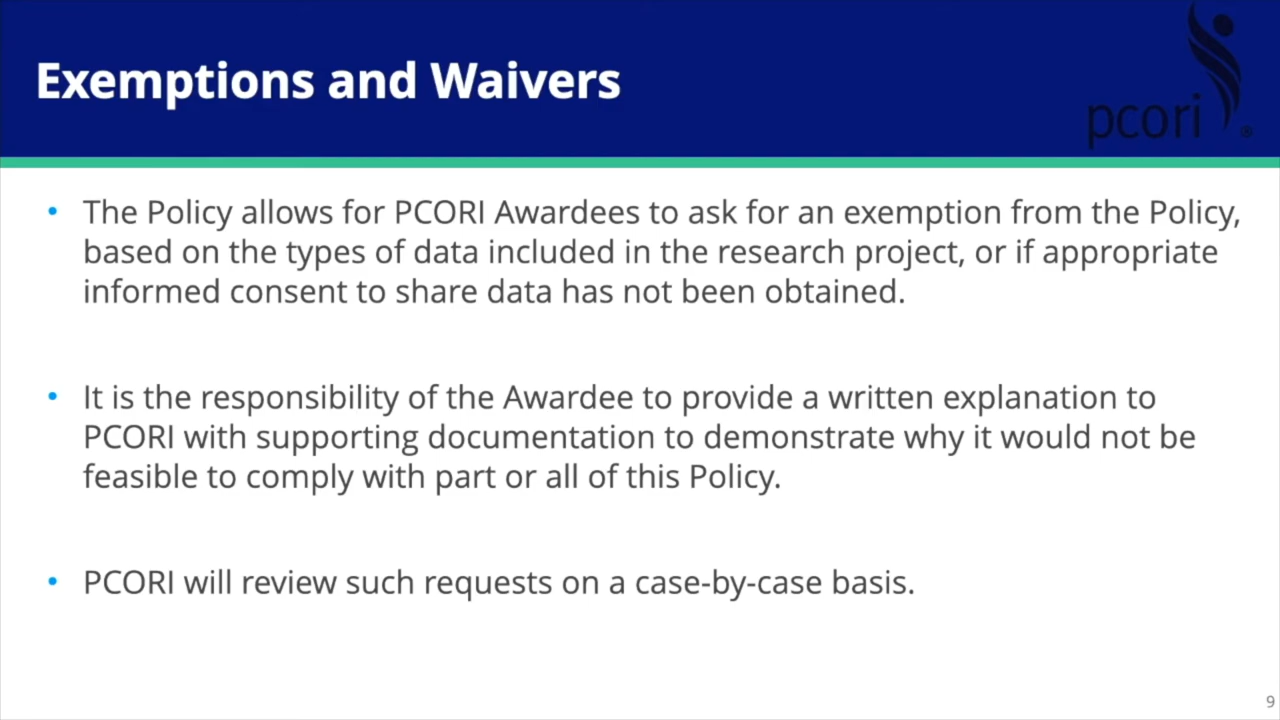 Exemptions and Waivers
pcori
®
• The Policy allows for PCORI Awardees to ask for an exemption from the Policy,
based on the types of data included in the research project, or if appropriate
informed consent to share data has not been obtained.
• It is the responsibility of the Awardee to provide a written explanation to
PCORI with supporting documentation to demonstrate why it would not be
feasible to comply with part or all of this Policy.
• PCORI will review such requests on a case-by-case basis.
9